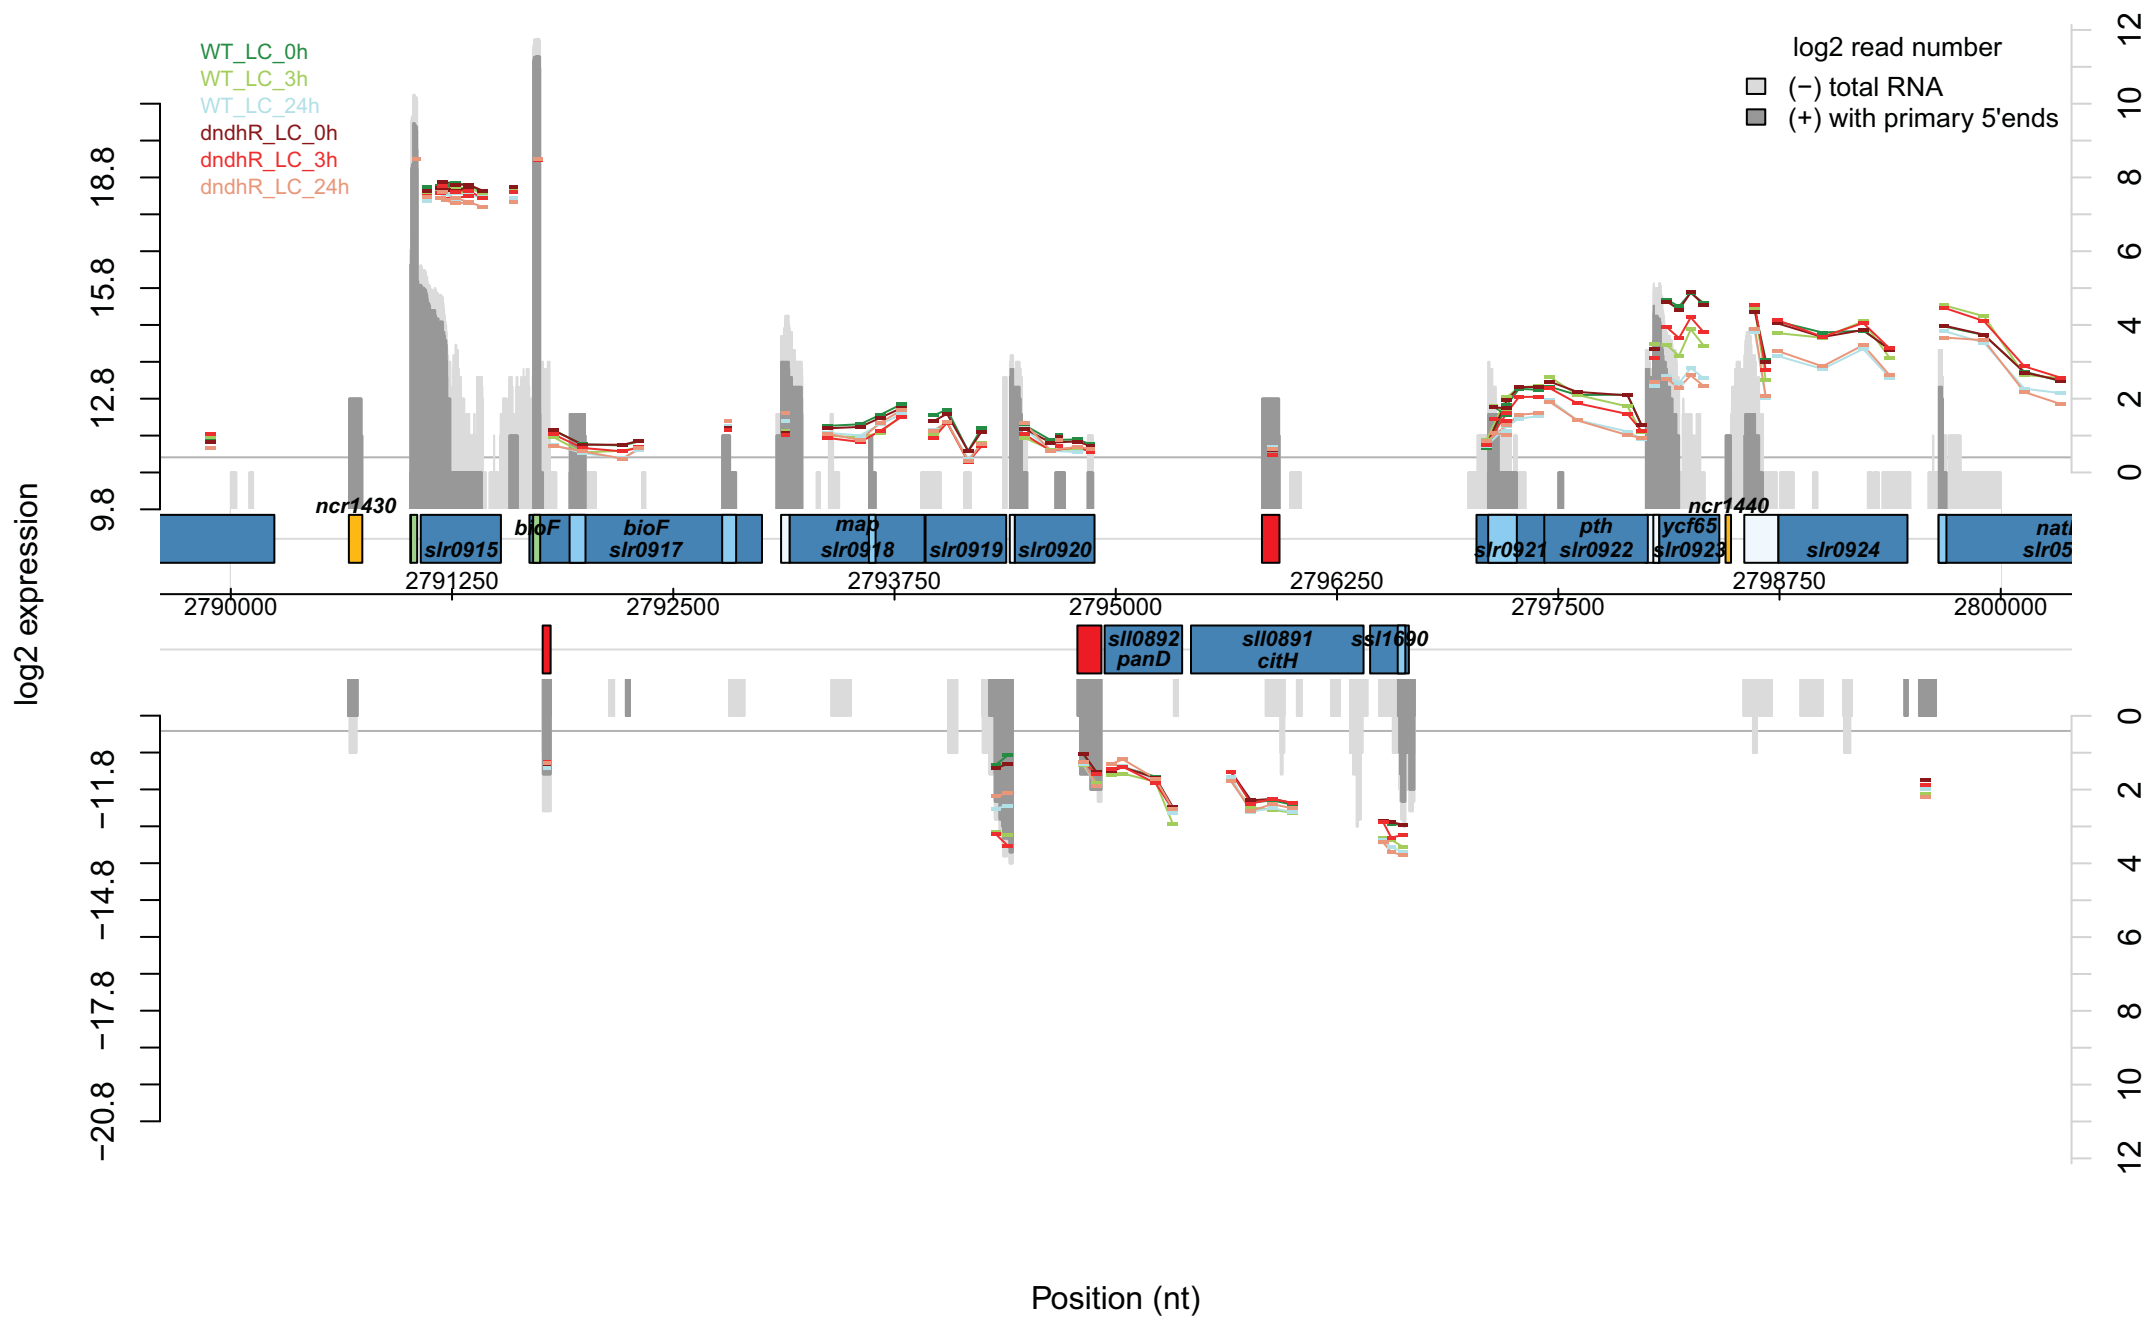 WT_LC_0h
WT_LC_3h
WT_LC_24h
dndhR_LC_0h
dndhR_LC_3h
dndhR_LC_24h
log2 read number
(−) total RNA
(+) with primary 5'ends
log2 expression
18.8
15.8
12.8
9.8
12
10
8
6
4
2
0
ncr1430
ncr1440
bioF
bioF
map
pth
ycf65
slr0915
slr0917
slr0918
slr0919
slr0920
slr0921
slr0922
slr0923
slr0924
slr05
2791250
2793750
2796250
2798750
2790000
2792500
2795000
2797500
2800000
sll0892
sll0891
ssl1690
panD
citH
−11.8
−14.8
−17.8
−20.8
0
2
4
6
8
10
12
Position (nt)